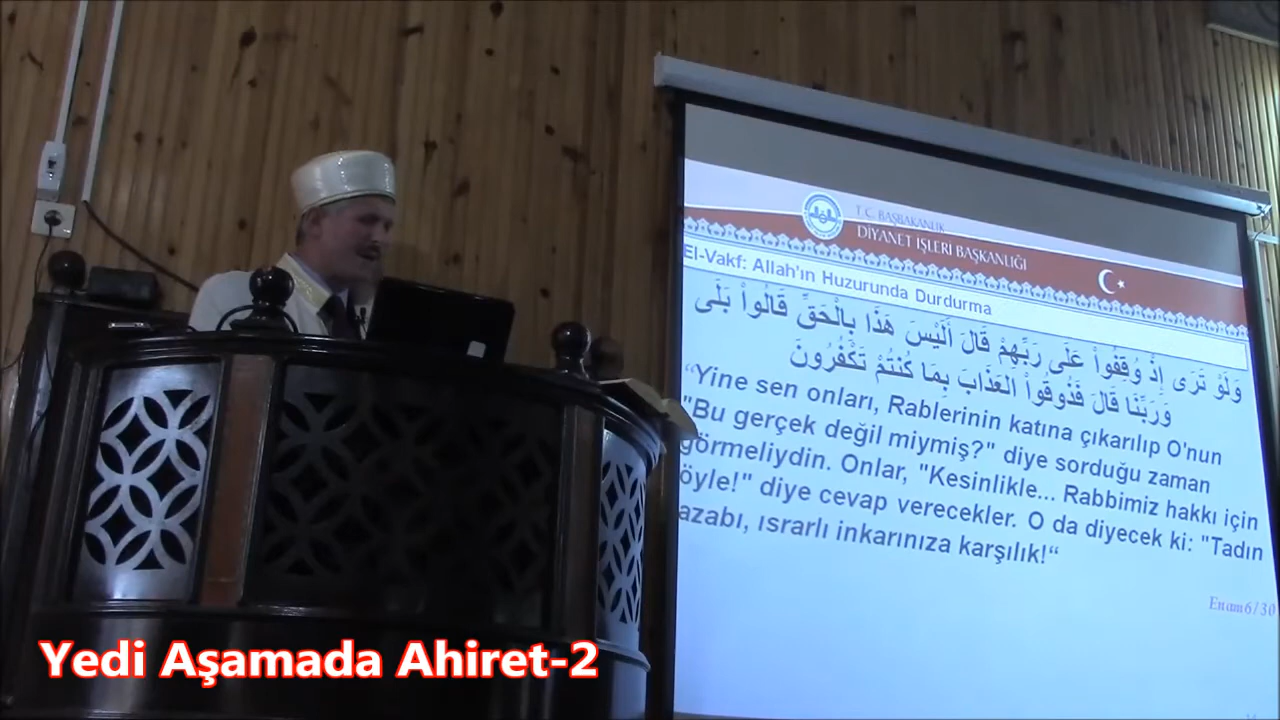 T.C. BAŞBAKANLIK
DİYANET İŞLERİ BAŞKANLIĞI
El-Vakf: Allah'ın Huzurunda Durdurma
وَلَوْ تَرَى إِذْ وُقِفُواْ عَلَى رَبِّهِمْ قَالَ أَلَيْسَ هَذَا بِالْحَقِّ قَالُواْ بَلَى
وَرَبِّنَا قَالَ فَذُوقُواْ العَذَابَ بِمَا كُنتُمْ تَكْفُرُونَ
“Yine sen onları, Rablerinin katına çıkarılıp O'nun
"Bu gerçek değil miymiş?" diye sorduğu zaman
görmeliydin. Onlar, "Kesinlikle... Rabbimiz hakkı için
öyle!" diye cevap verecekler. O da diyecek ki: "Tadın
azabı, ısrarlı inkarınıza karşılık!“
Enam 6/30
Yedi Aşamada Ahiret-2